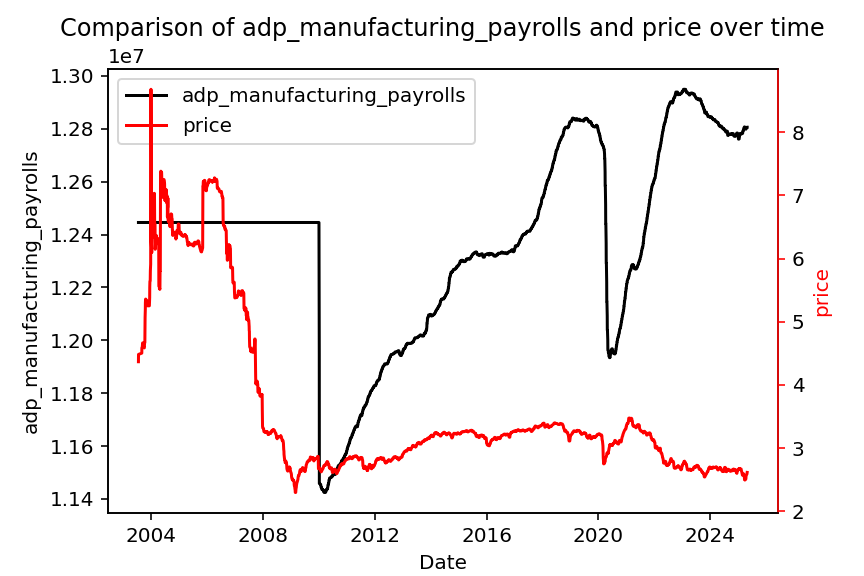 Comparison of adp_manufacturing_payrolls and price over time
1e7
1.30
1.28
1.26
1.24
1.22
1.20
1.18
1.16
1.14
adp_manufacturing_payrolls
adp_manufacturing_payrolls
price
8
7
6
5
4
3
2
price
2004 2008 2012 2016 2020 2024
Date